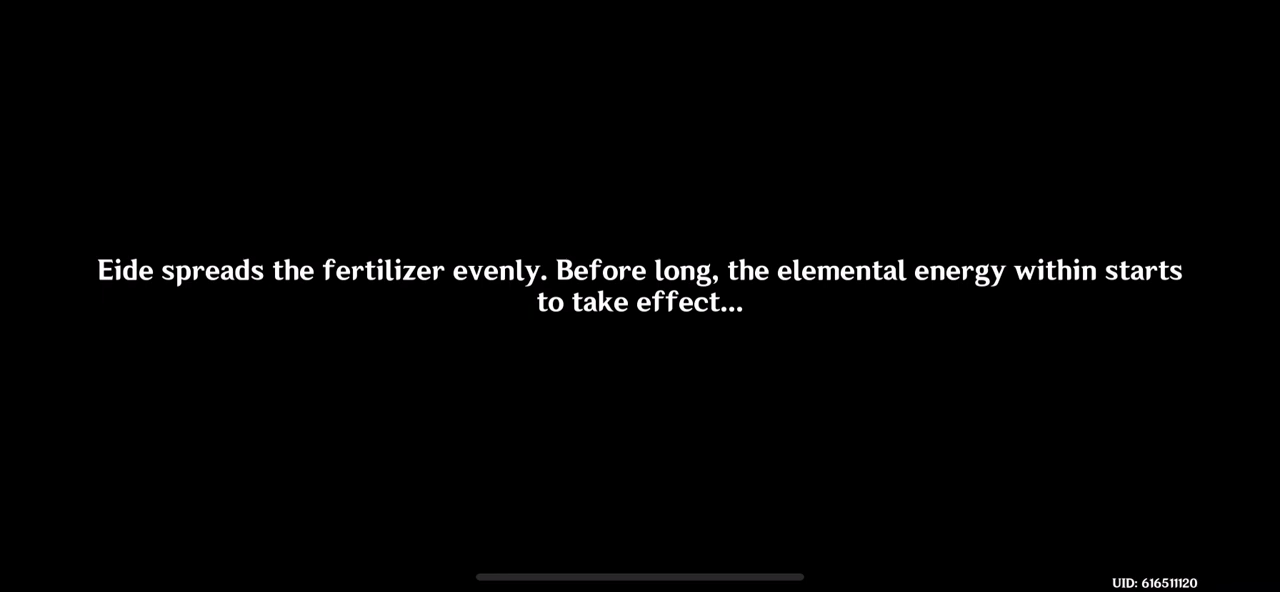 Eide spreads the fertilizer evenly. Before long, the elemental energy within starts
to take effect...
UID: 616511120